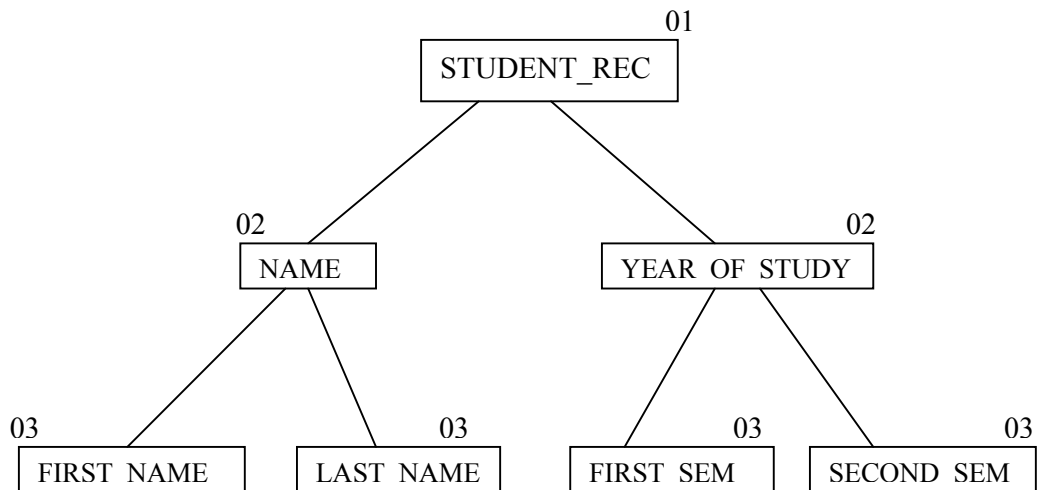 01
STUDENT_REC
02
02
NAME
YEAR OF STUDY
03
03
03
03
FIRST NAME
LAST NAME
FIRST SEM
SECOND SEM